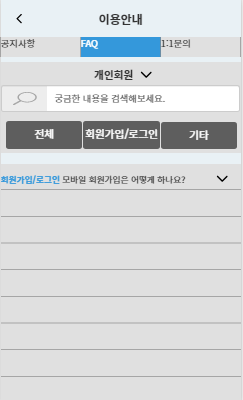 이용안내
공지사항 FAQ 1:1문의
개인회원
궁금한 내용을 검색해보세요.
전체 회원가입/로그인 기타
회원가입/로그인 모바일 회원가입은 어떻게 하나요?